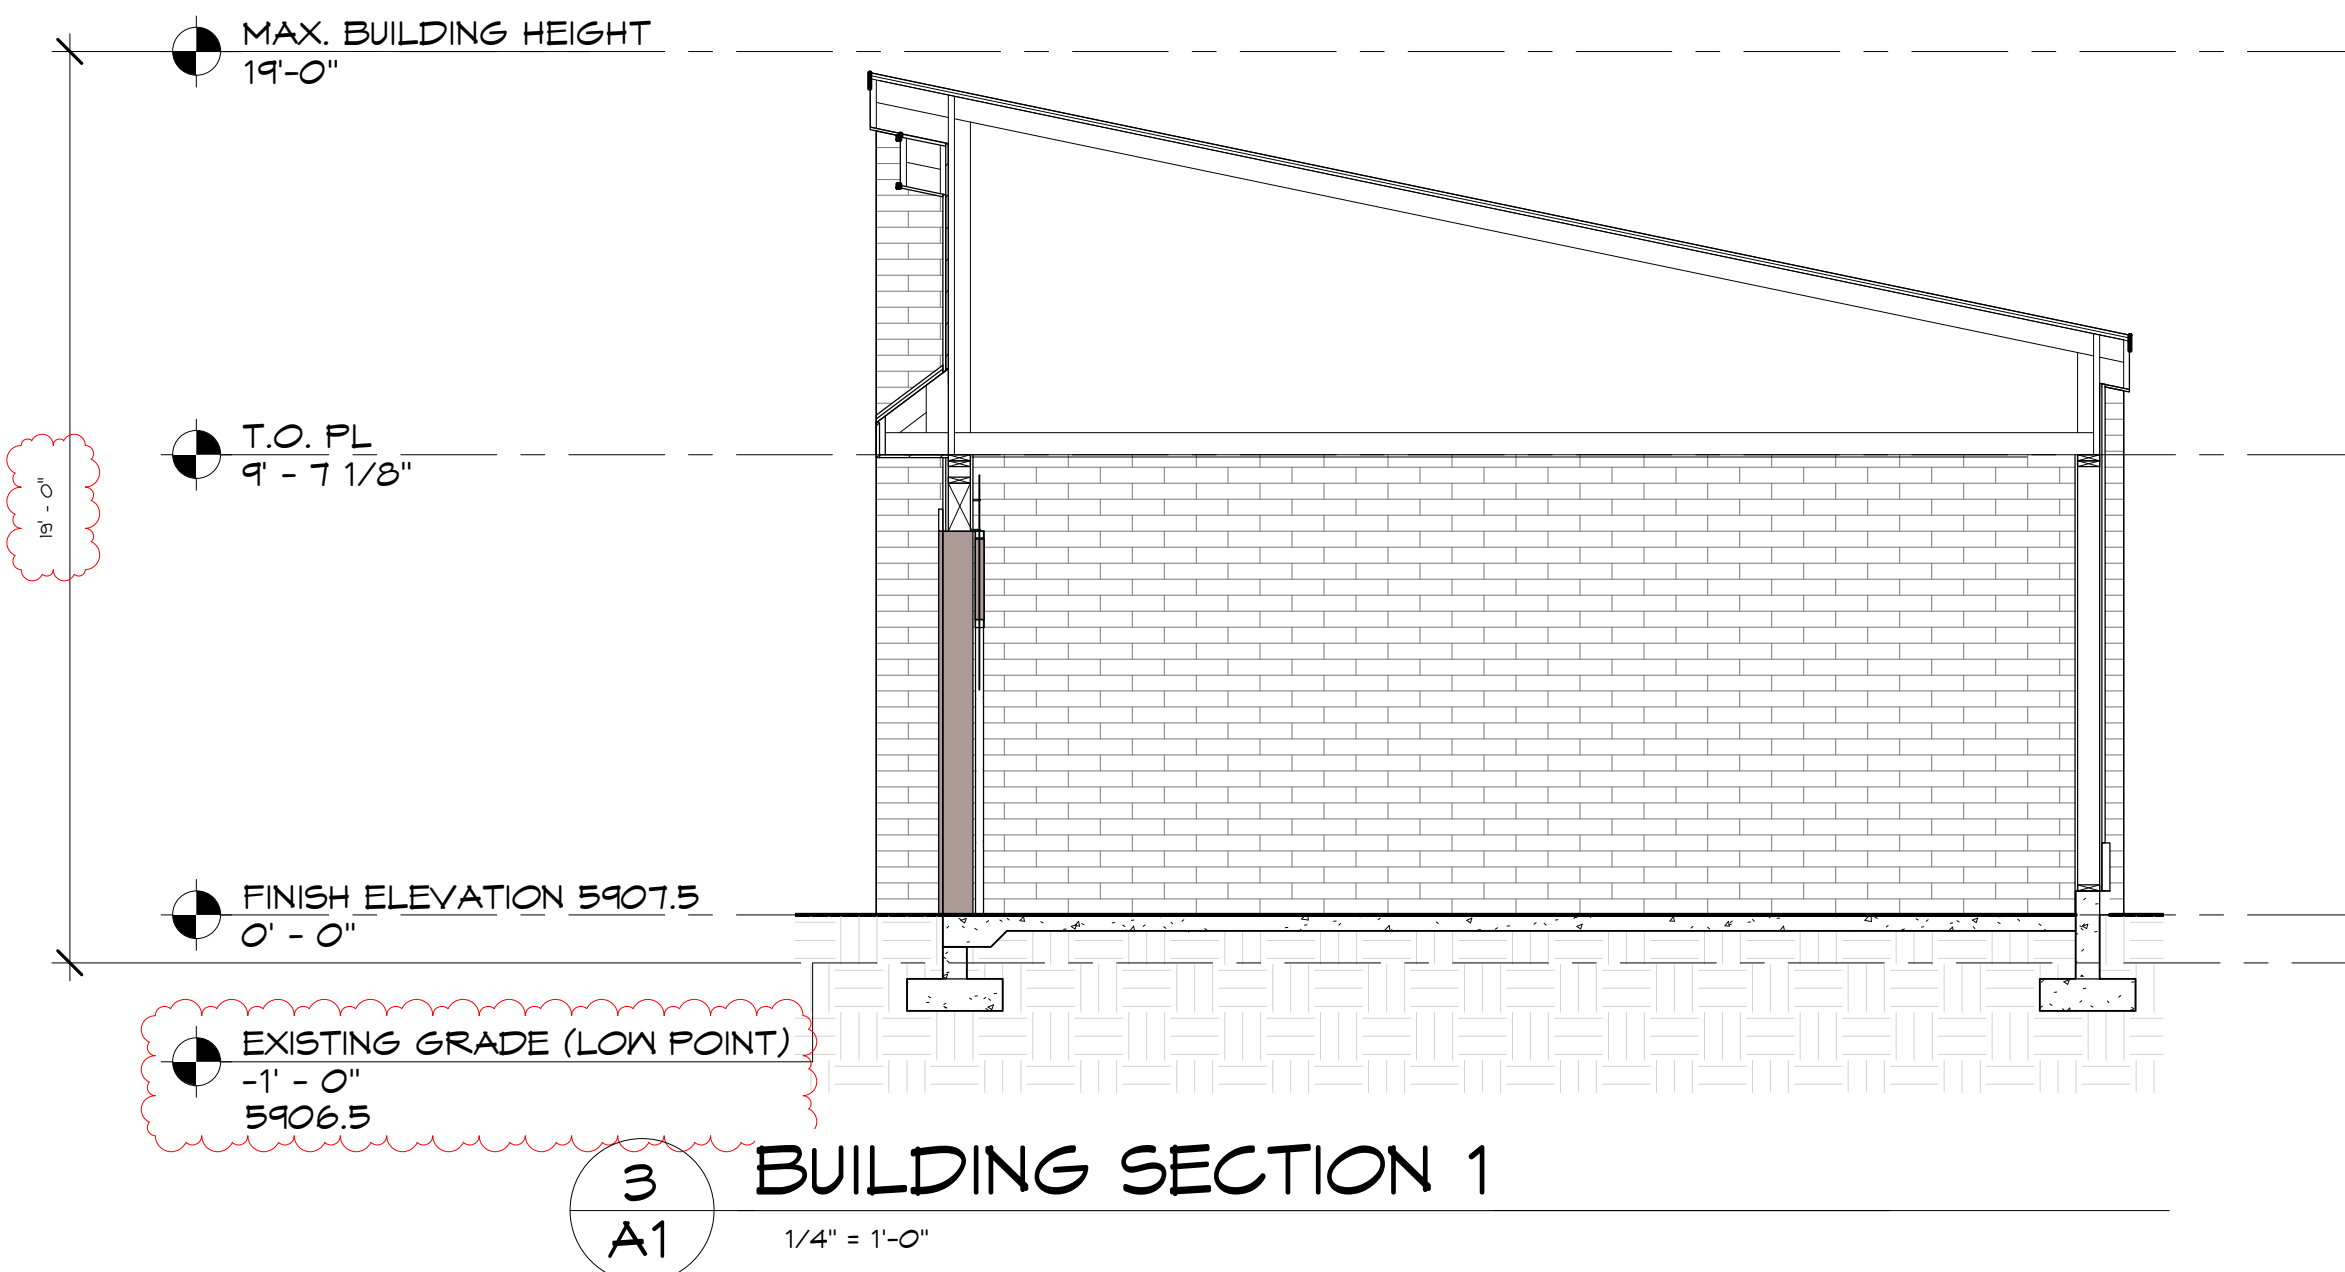 MAX. BUILDING HEIGHT
19'-0"
T.O. PL
9' - 7 1/8"
19' - 0"
FINISH ELEVATION 5907.5
0' - 0"
EXISTING GRADE (LOW POINT)
-1' - 0"
5906.5
3
A1
BUILDING SECTION 1
1/4" = 1'-0"